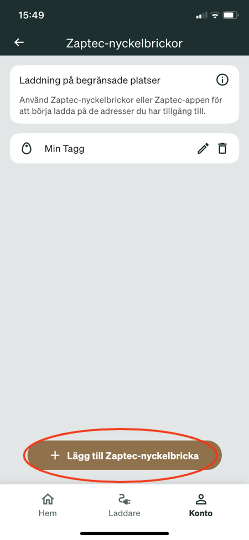 15:49
Zaptec-nyckelbrickor
Laddning på begränsade platser
Använd Zaptec-nyckelbrickor eller Zaptec-appen för
att börja ladda på de adresser du har tillgång till.
Min Tagg
+ Lägg till Zaptec-nyckelbricka
Hem
Laddare
Konto